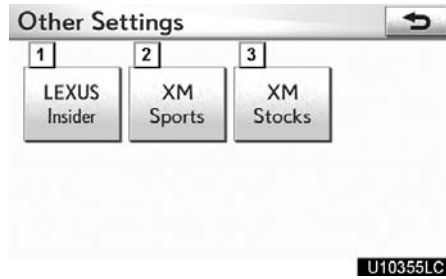 Other Settings
1 2 3
LEXUS Insider
XM Sports
XM Stocks
U10355LC